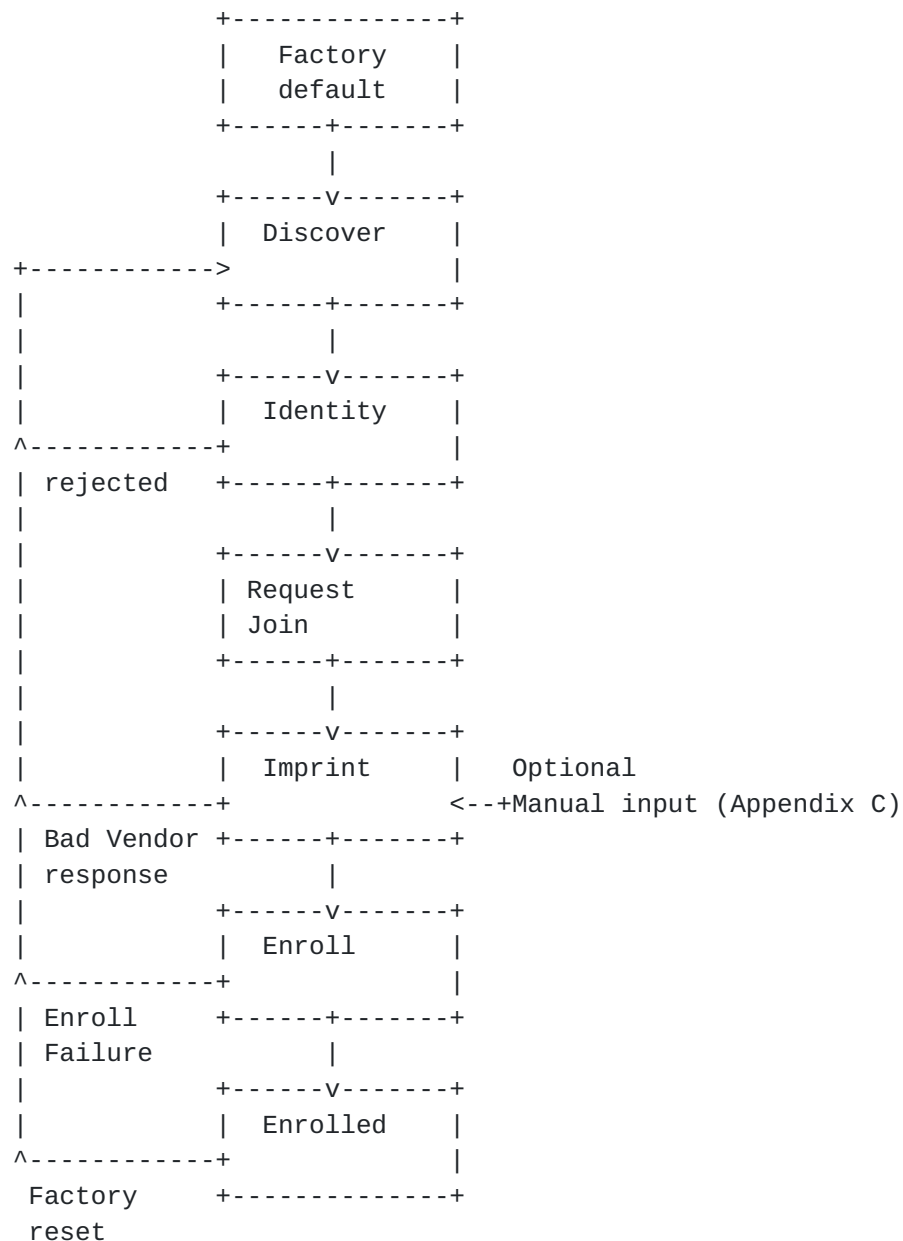 Factory
default
Discover
Identity
rejected
Request
Join
Imprint Optional
Manual input (Appendix C)
Bad Vendor
response
Enroll
Enroll
Failure
Enrolled
Factory
reset